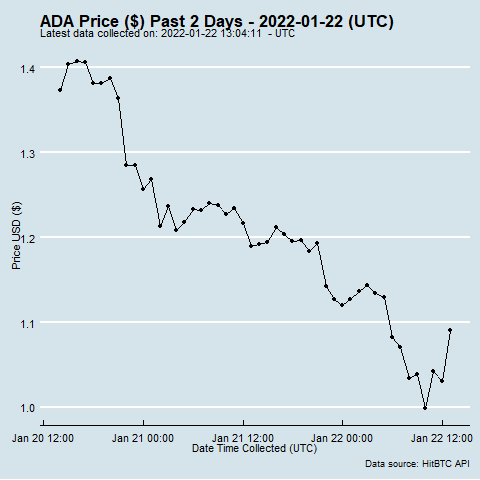 ADA Price ($) Past 2 Days - 2022-01-22 (UTC)
Latest data collected on: 2022-01-22 13:04:11  - UTC
1.4
1.3
1.2
1.1
1.0
Price USD ($)
Jan 20 12:00 Jan 21 00:00 Jan 21 12:00 Jan 22 00:00 Jan 22 12:00
Date Time Collected (UTC)
Data source: HitBTC API